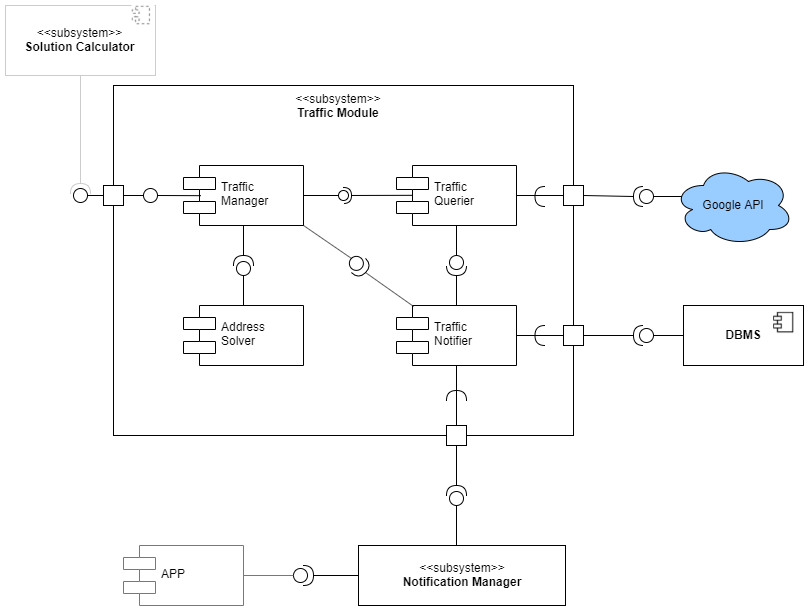 <<subsystem>>
Solution Calculator
<<subsystem>>
Traffic Module
Traffic
Manager
Traffic
Querier
Google API
Address
Solver
Traffic
Notifier
DBMS
APP
<<subsystem>>
Notification Manager